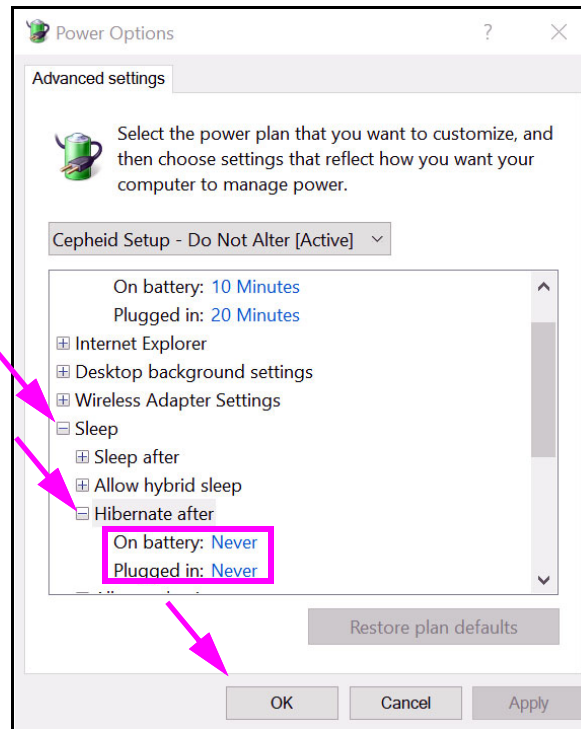 Power Options
?
Advanced settings
Select the power plan that you want to customize, and
then choose settings that reflect how you want your
computer to manage power.
Cepheid Setup - Do Not Alter [Active]
On battery: 10 Minutes
Plugged in: 20 Minutes
Internet Explorer
Desktop background settings
Wireless Adapter Settings
Sleep
Sleep after
Allow hybrid sleep
Hibernate after
On battery: Never
Plugged in: Never
Restore plan defaults
OK Cancel Apply